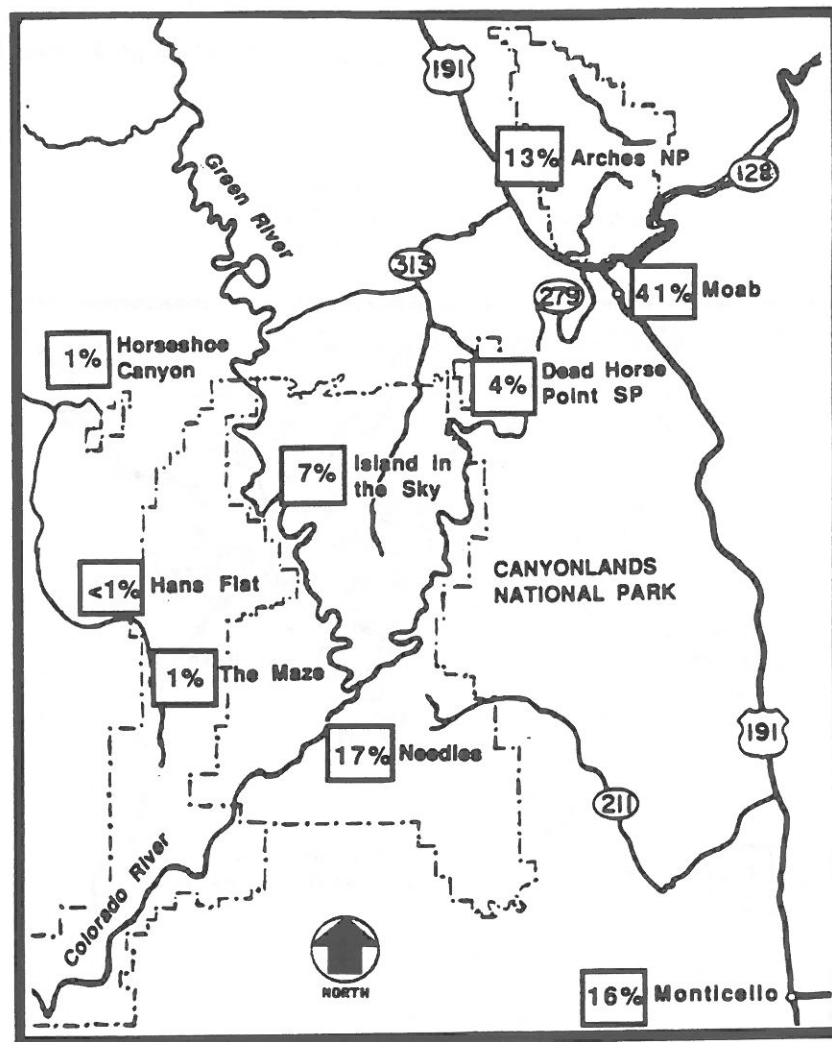 191
13% Arches NP
128
Green River
313
279
41% Moab
1% Horseshoe
Canyon
4% Dead Horse
Point SP
7% Island in
the Sky
<1% Hans Flat
CANYONLANDS
NATIONAL PARK
1% The Maze
17% Needles
191
211
Colorado River
NORTH
16% Monticello